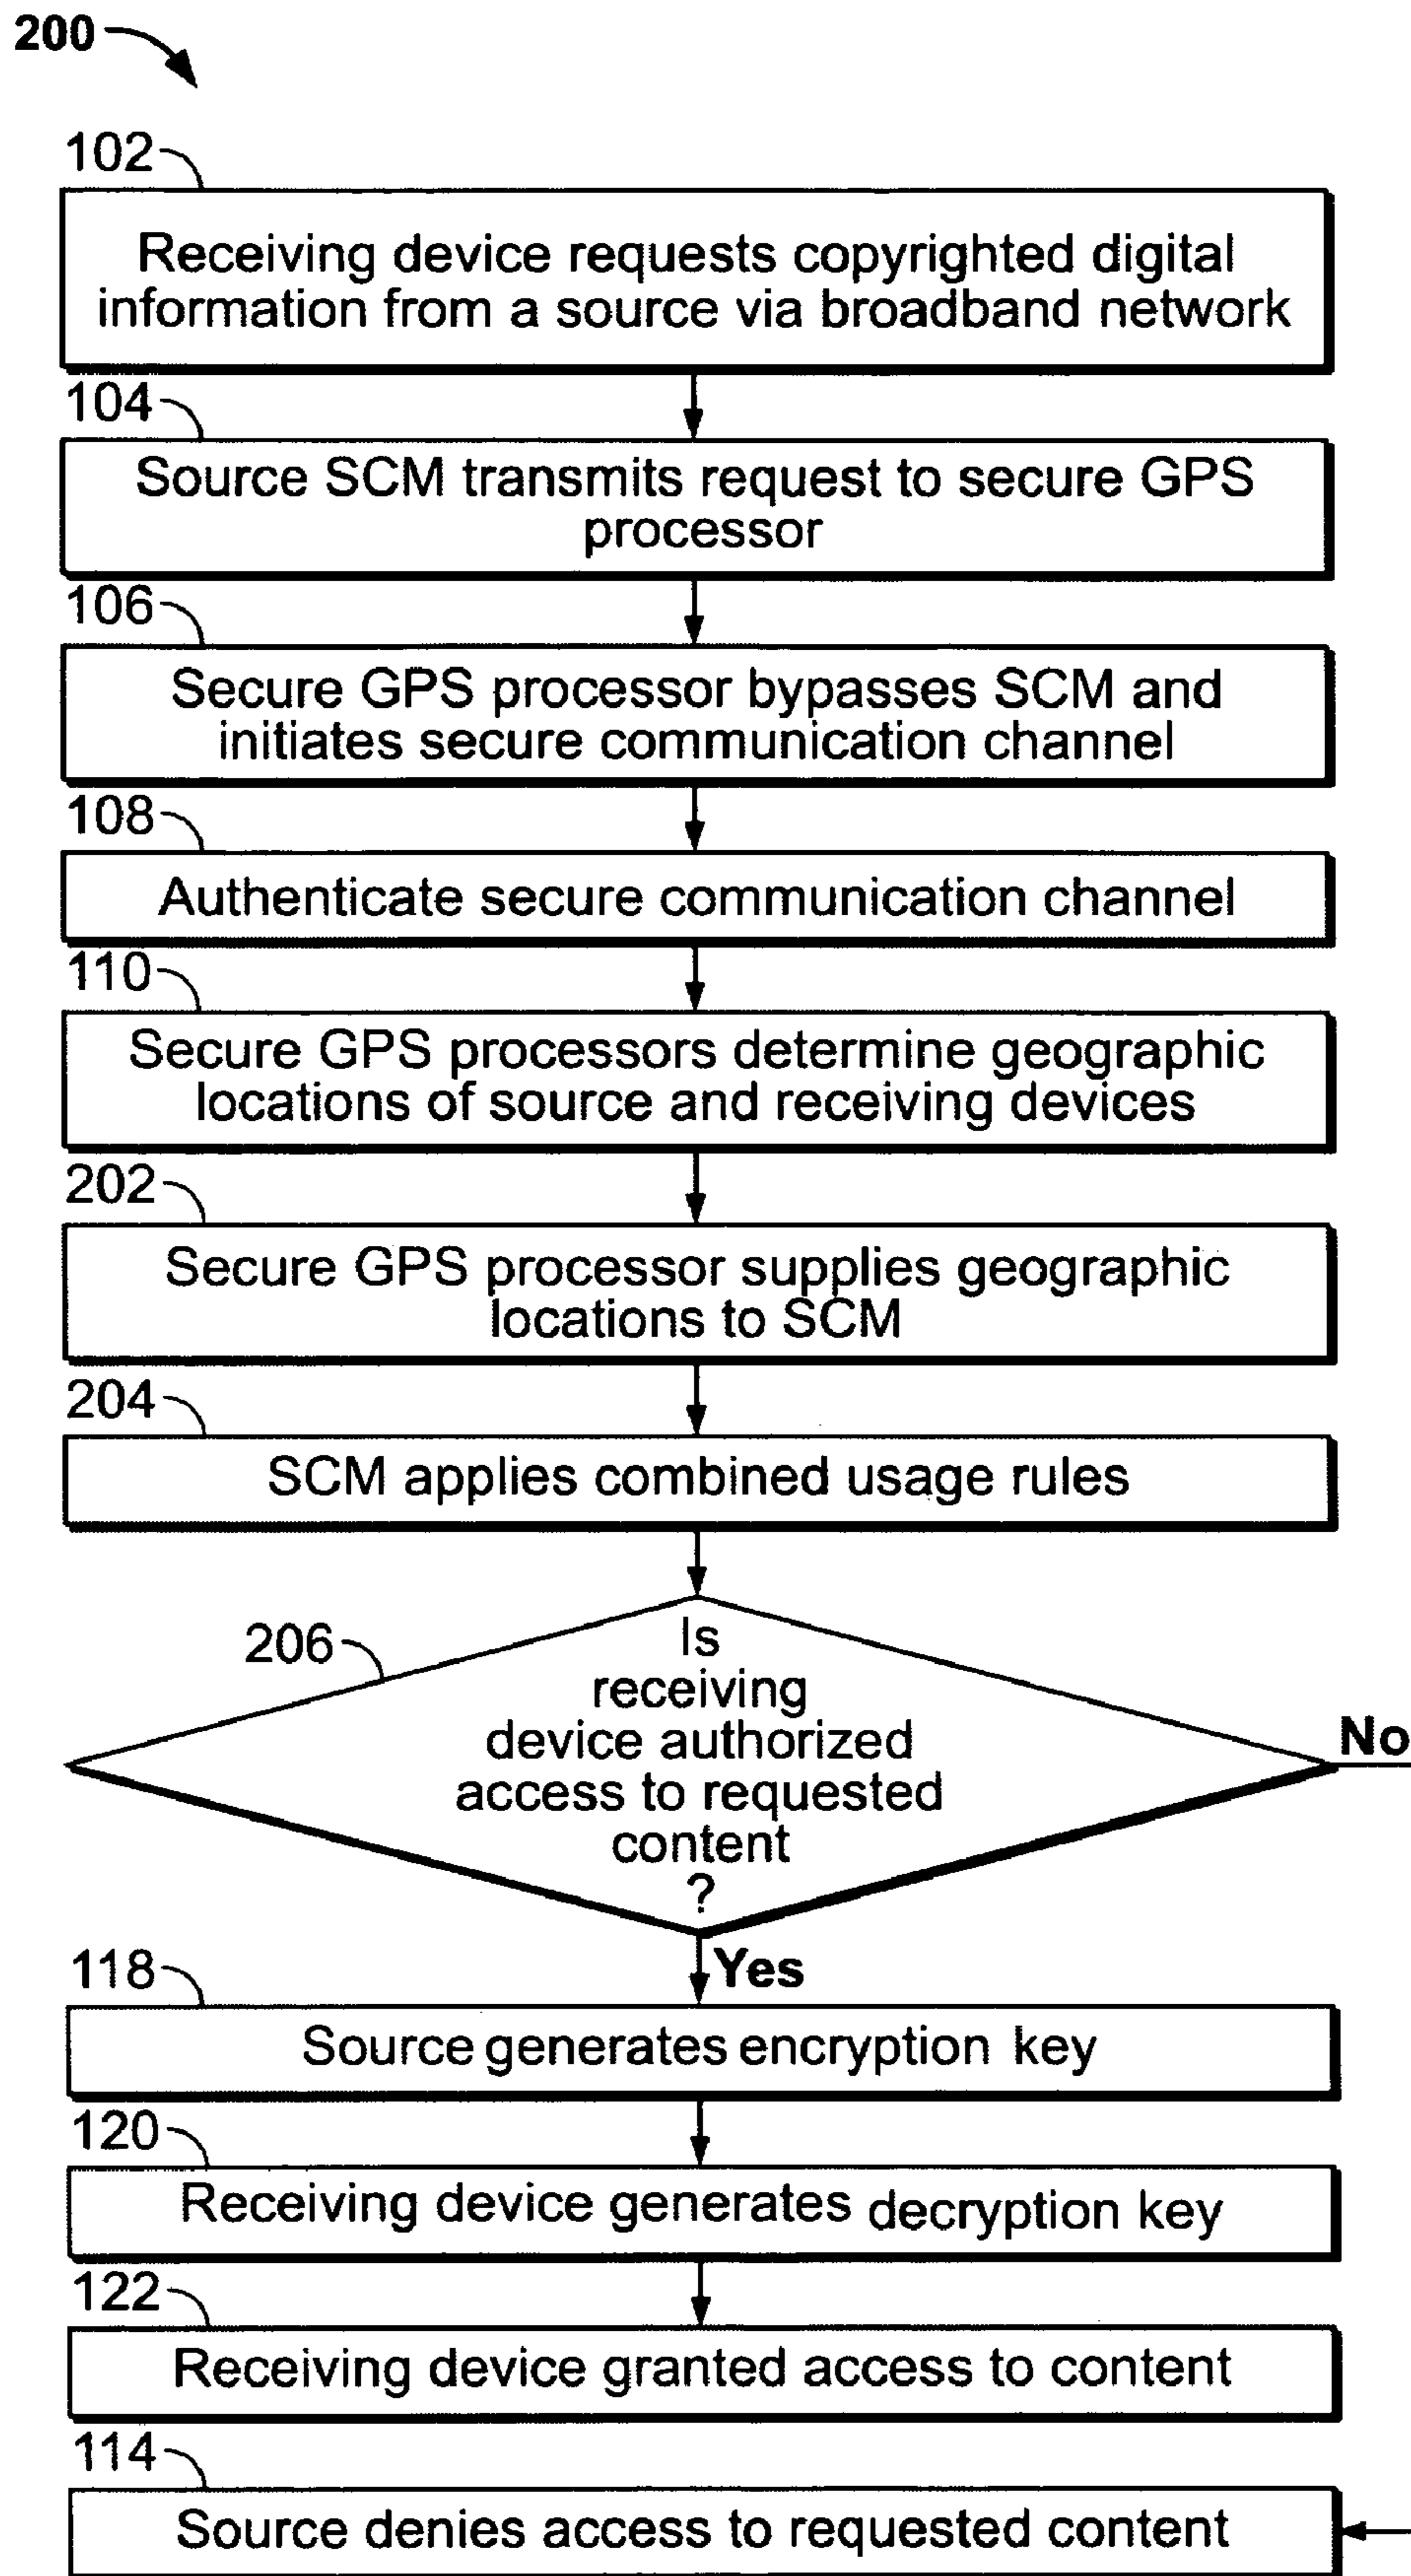 200
102
Receiving device requests copyrighted digital
information from a source via broadband network
104
Source SCM transmits request to secure GPS
processor
106
Secure GPS processor bypasses SCM and
initiates secure communication channel
108
Authenticate secure communication channel
110
Secure GPS processors determine geographic
locations of source and receiving devices
202
Secure GPS processor supplies geographic
locations to SCM
204
SCM applies combined usage rules
206
Is
receiving
device authorized
access to requested
content
?
No
Yes
118
Source generates encryption key
120
Receiving device generates decryption key
122
Receiving device granted access to content
114
Source denies access to requested content